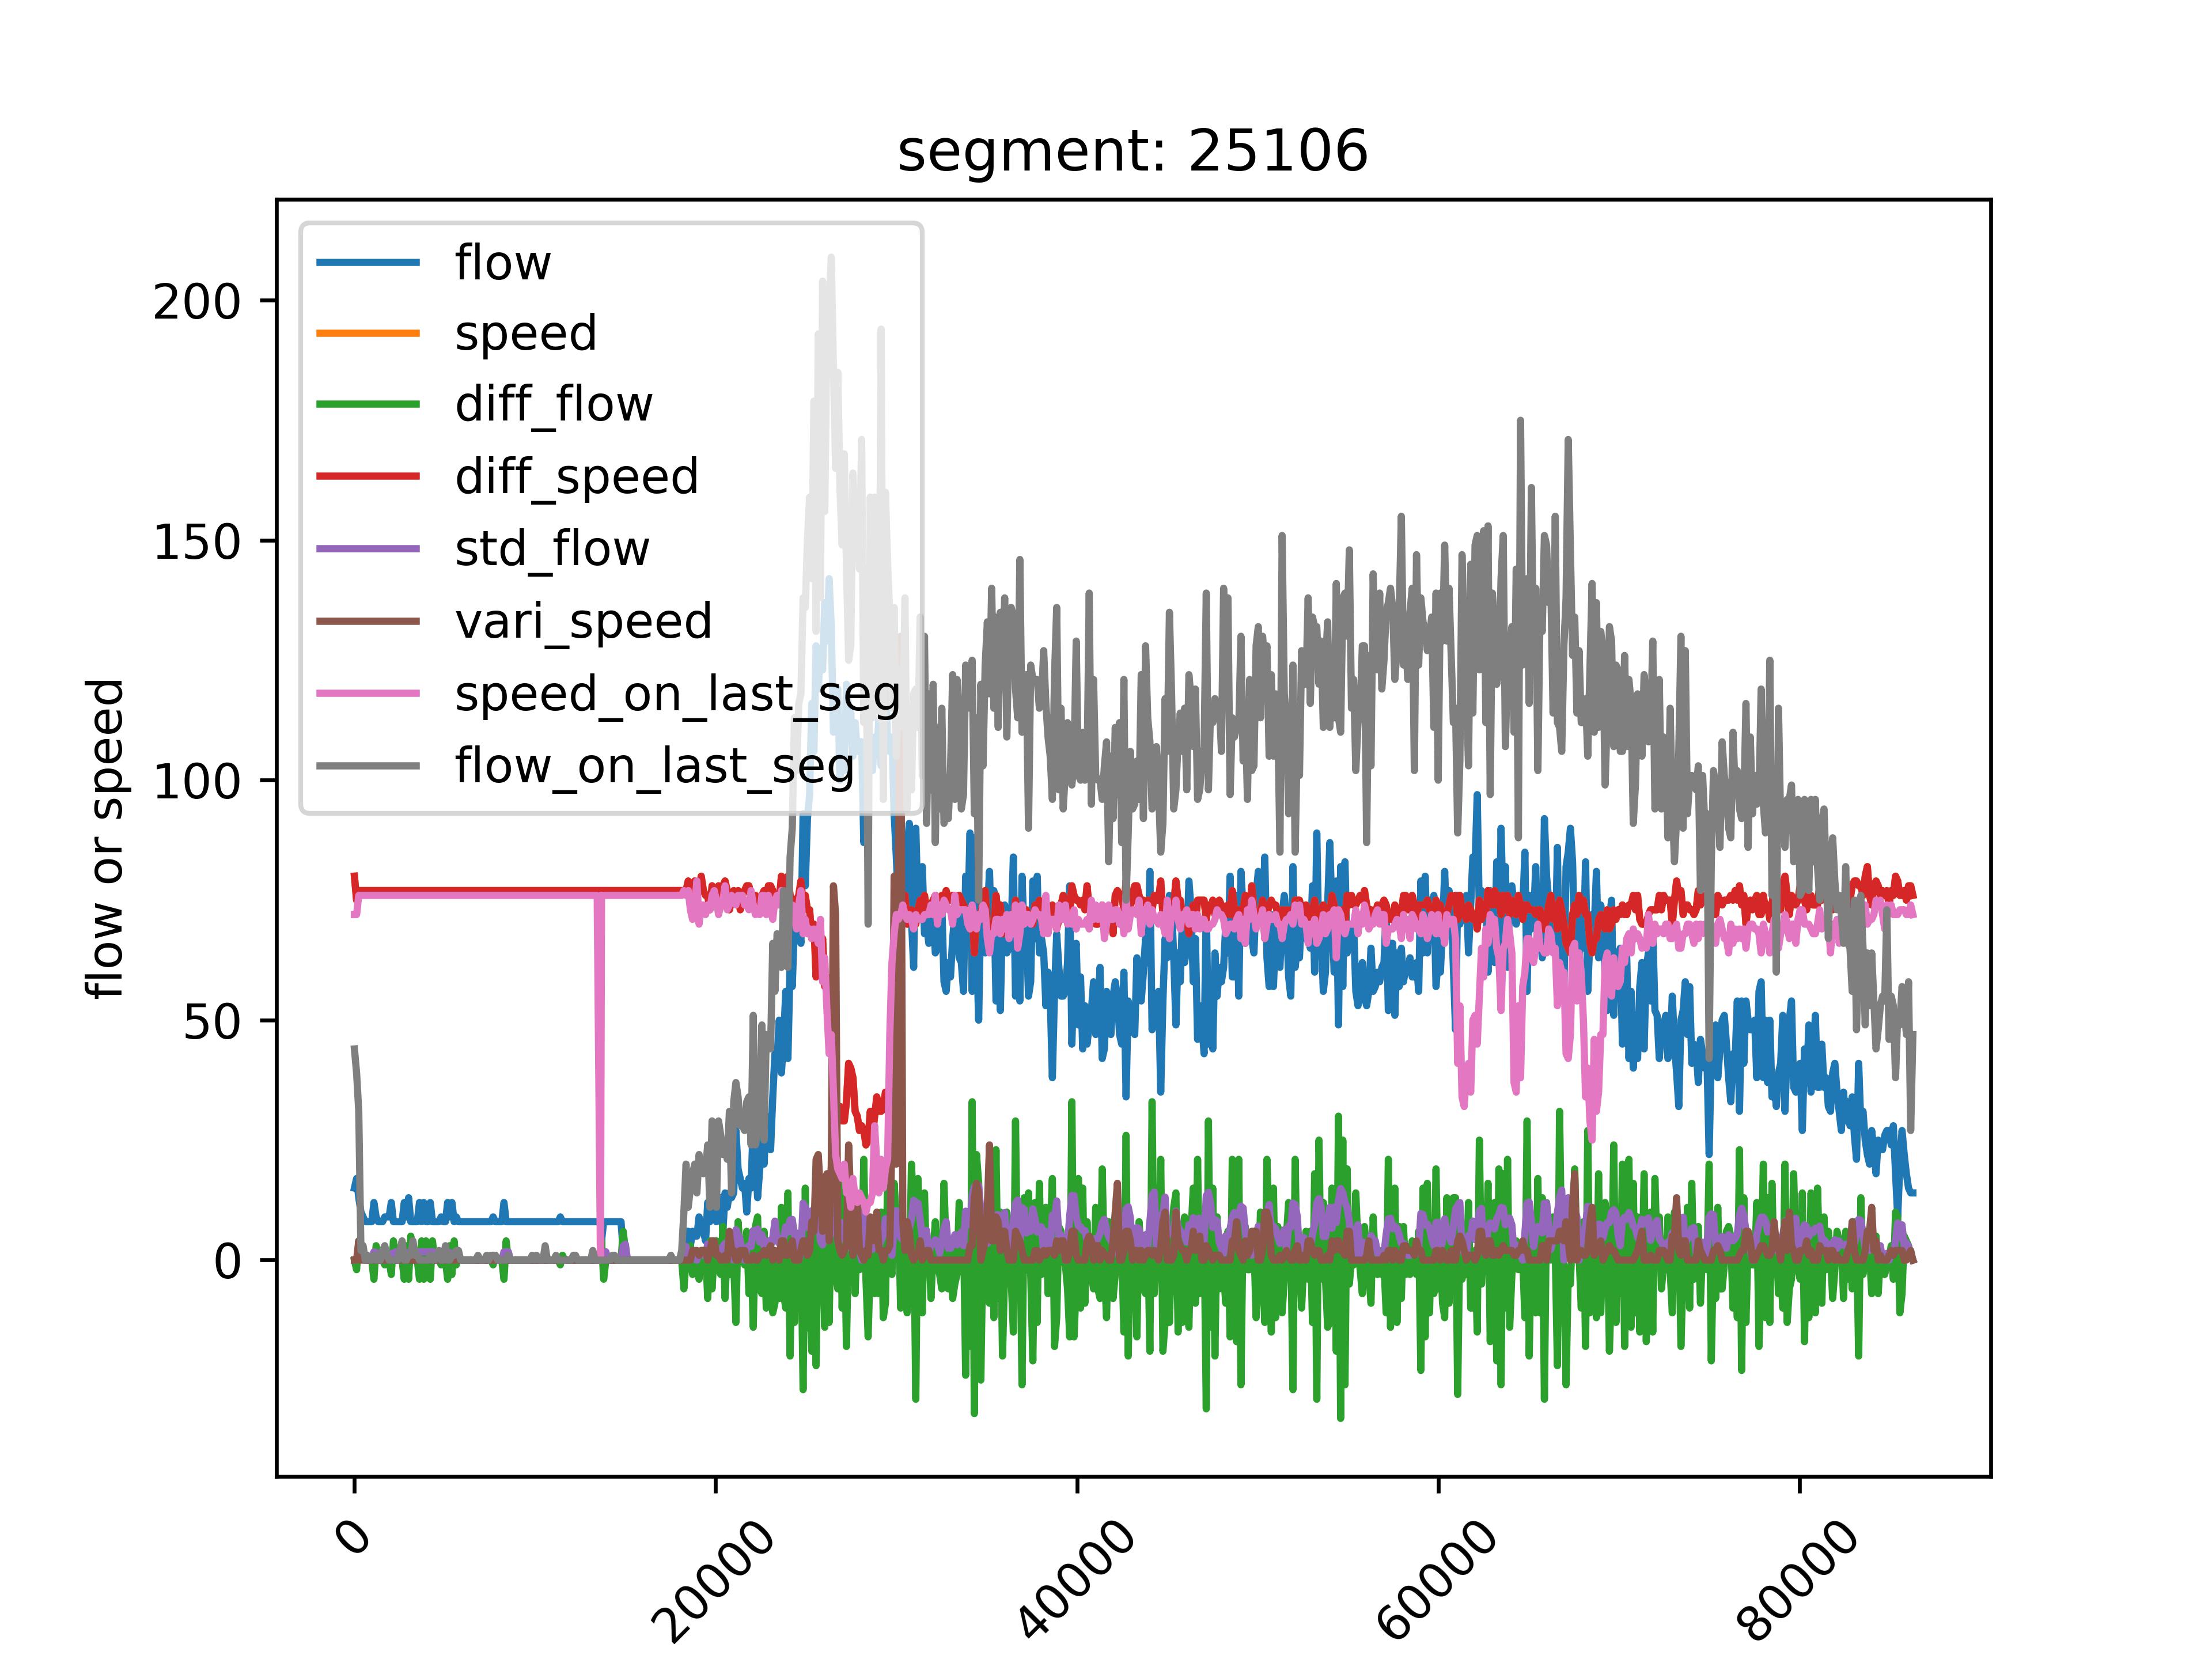 segment: 25106
flow
speed
diff_flow
diff_speed
std_flow
vari_speed
speed_on_last_seg
flow_on_last_seg
flow or speed
200
150
100
50
0
0
20000
40000
60000
80000